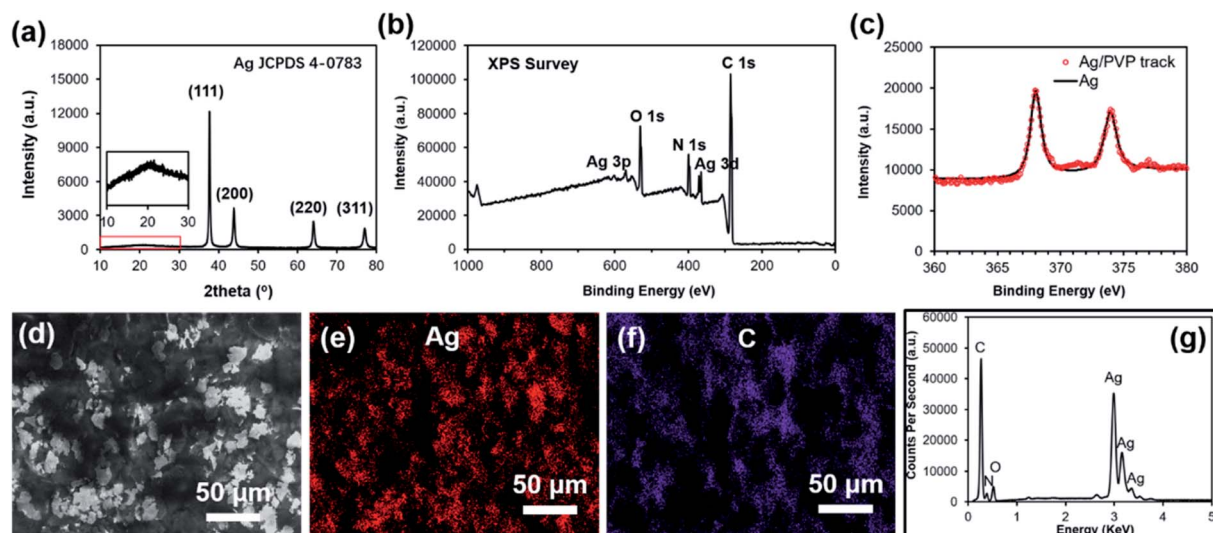 (a)
Ag JCPDS 4-0783
(111)
(200)
(220)
(311)
Intensity (a.u.)
18000
15000
12000
9000
6000
3000
0
10 20 30
10 20 30 40 50 60 70 80
2theta (º)
(b)
XPS Survey
C 1s
O 1s
N 1s
Ag 3p
Ag 3d
Intensity (a.u.)
120000
100000
80000
60000
40000
20000
0
1000 800 600 400 200 0
Binding Energy (eV)
(c)
Ag/PVP track
Ag
Intensity (a.u.)
25000
20000
15000
10000
5000
0
360 365 370 375 380
Binding Energy (eV)
(d)
50 μm
(e)
Ag
50 μm
(f)
C
50 μm
(g)
Counts Per Second (a.u.)
60000
50000
40000
30000
20000
10000
0
C
N
O
Ag
Ag
Ag
0 1 2 3 4 5
Energy (KeV)